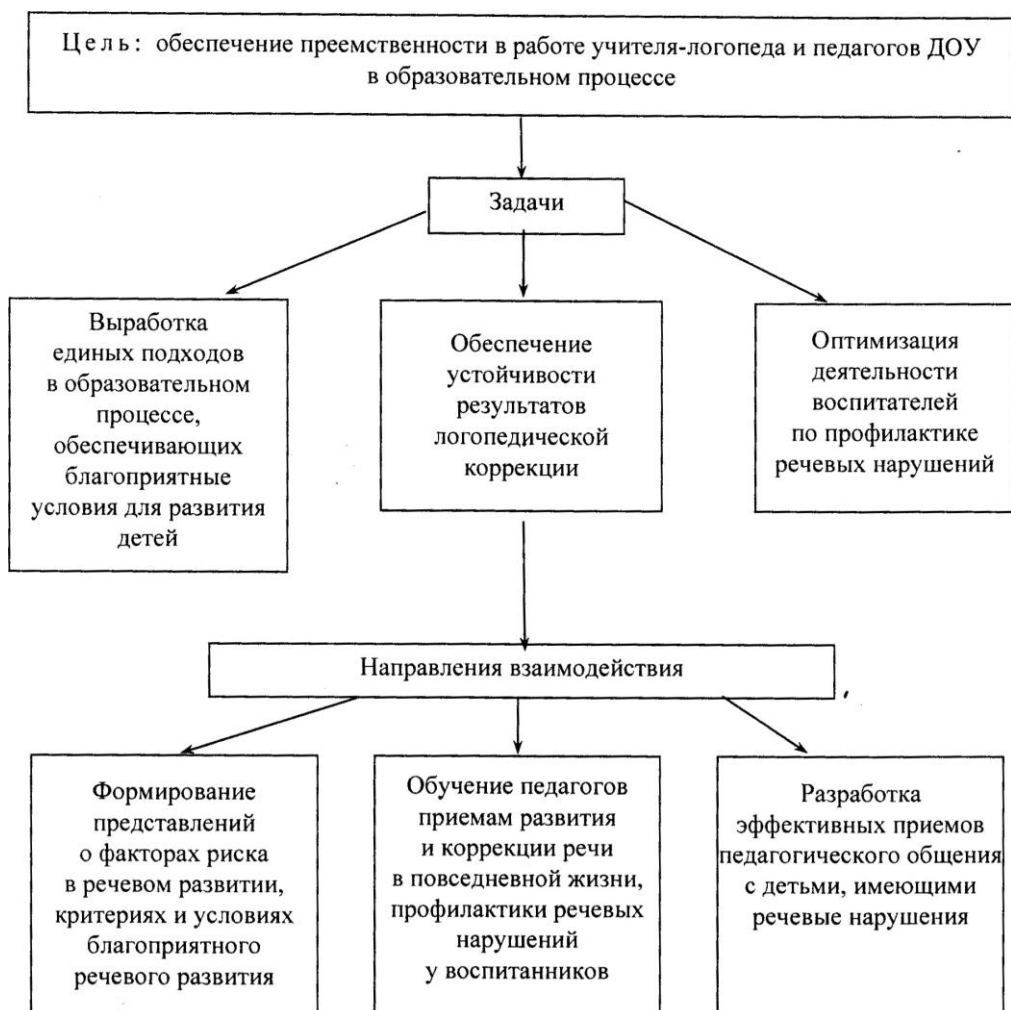 Цель: обеспечение преемственности в работе учителя-логопеда и педагогов ДОУ
в образовательном процессе
Задачи
Выработка
единых подходов
в образовательном
процессе,
обеспечивающих
благоприятные
условия для развития
детей
Обеспечение
устойчивости
результатов
логопедической
коррекции
Оптимизация
деятельности
воспитателей
по профилактике
речевых нарушений
Направления взаимодействия
Формирование
представлений
о факторах риска
в речевом развитии,
критериях и условиях
благоприятного
речевого развития
Обучение педагогов
приемам развития
и коррекции речи
в повседневной жизни,
профилактики речевых
нарушений
у воспитанников
Разработка
эффективных приемов
педагогического общения
с детьми, имеющими
речевые нарушения